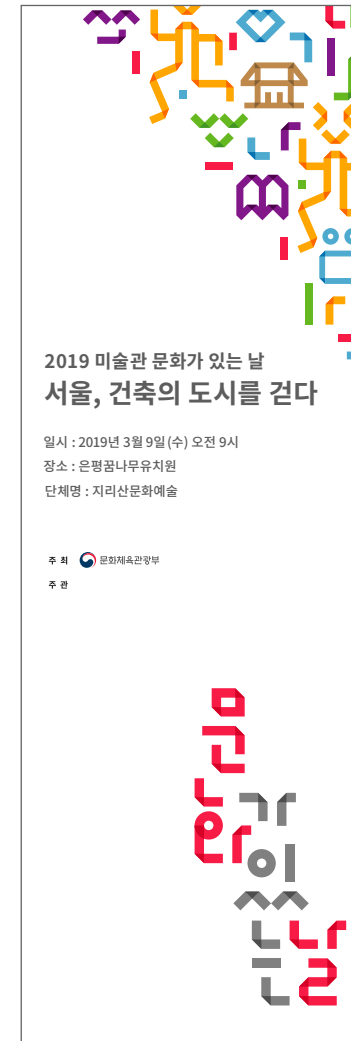 2019 미술관 문화가 있는 날
서울, 건축의 도시를 걷다
일시 : 2019년 3월 9일 (수) 오전 9시
장소 : 은평꿈나무유치원
단체명 : 지리산문화예술
주 최 문화체육관광부
주 관
문
화가
있
는날